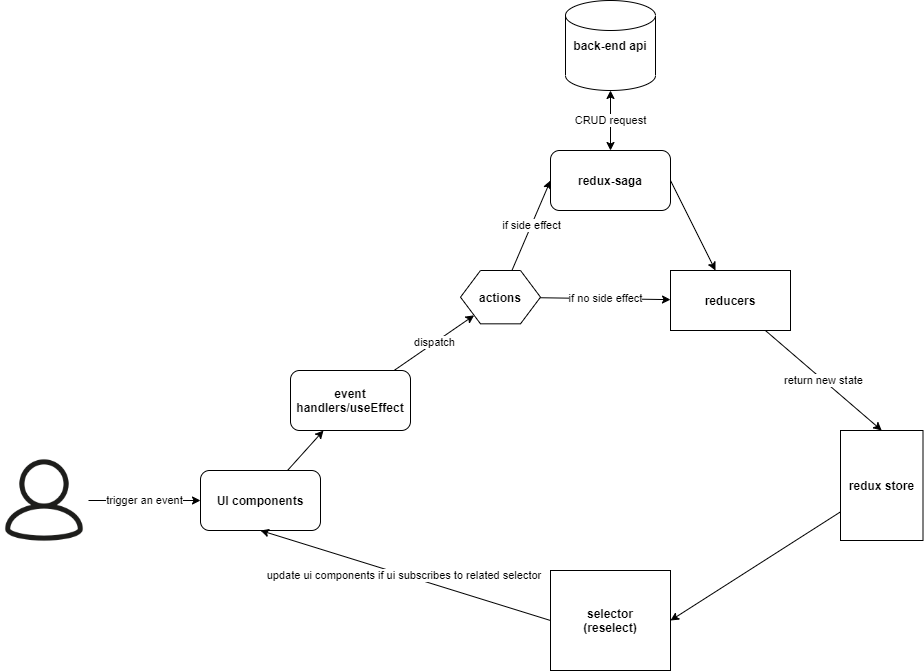 back-end api
CRUD request
redux-saga
if side effect
actions
if no side effect
reducers
dispatch
return new state
event
handlers/useEffect
trigger an event
UI components
redux store
update ui components if ui subscribes to related selector
selector
(reselect)